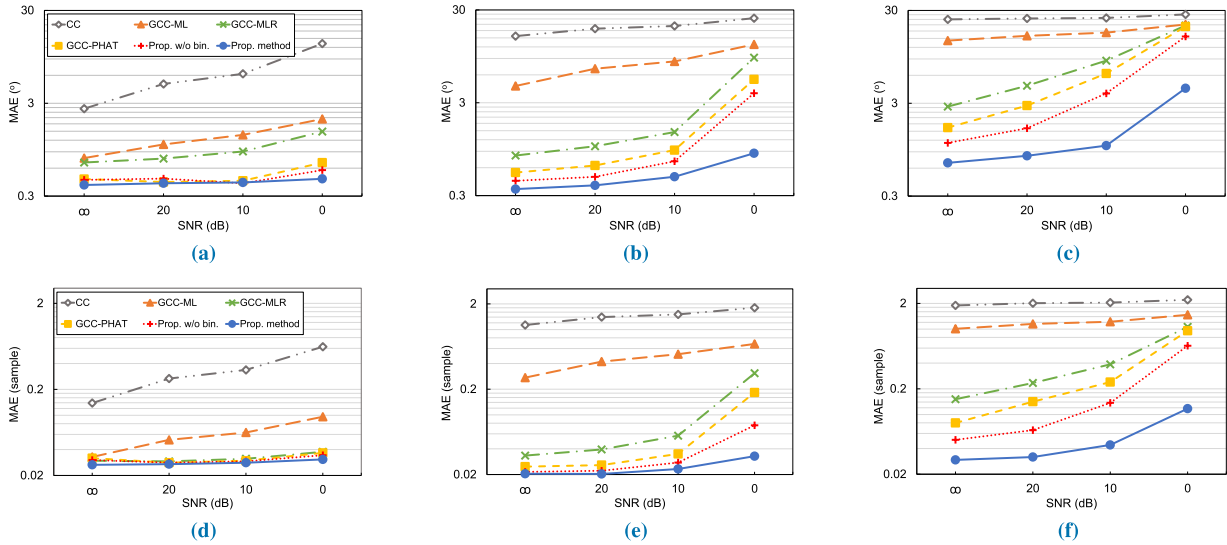 30
3
0.3
MAE (°)
CC
GCC-ML
GCC-MLR
GCC-PHAT
Prop. w/o bin.
Prop. method
∞ 20 10 0
SNR (dB)
(a)
30
3
0.3
MAE (°)
∞ 20 10 0
SNR (dB)
(b)
30
3
0.3
MAE (°)
∞ 20 10 0
SNR (dB)
(c)
2
0.2
0.02
MAE (sample)
CC
GCC-ML
GCC-MLR
GCC-PHAT
Prop. w/o bin.
Prop. method
∞ 20 10 0
SNR (dB)
(d)
2
0.2
0.02
MAE (sample)
∞ 20 10 0
SNR (dB)
(e)
2
0.2
0.02
MAE (sample)
∞ 20 10 0
SNR (dB)
(f)